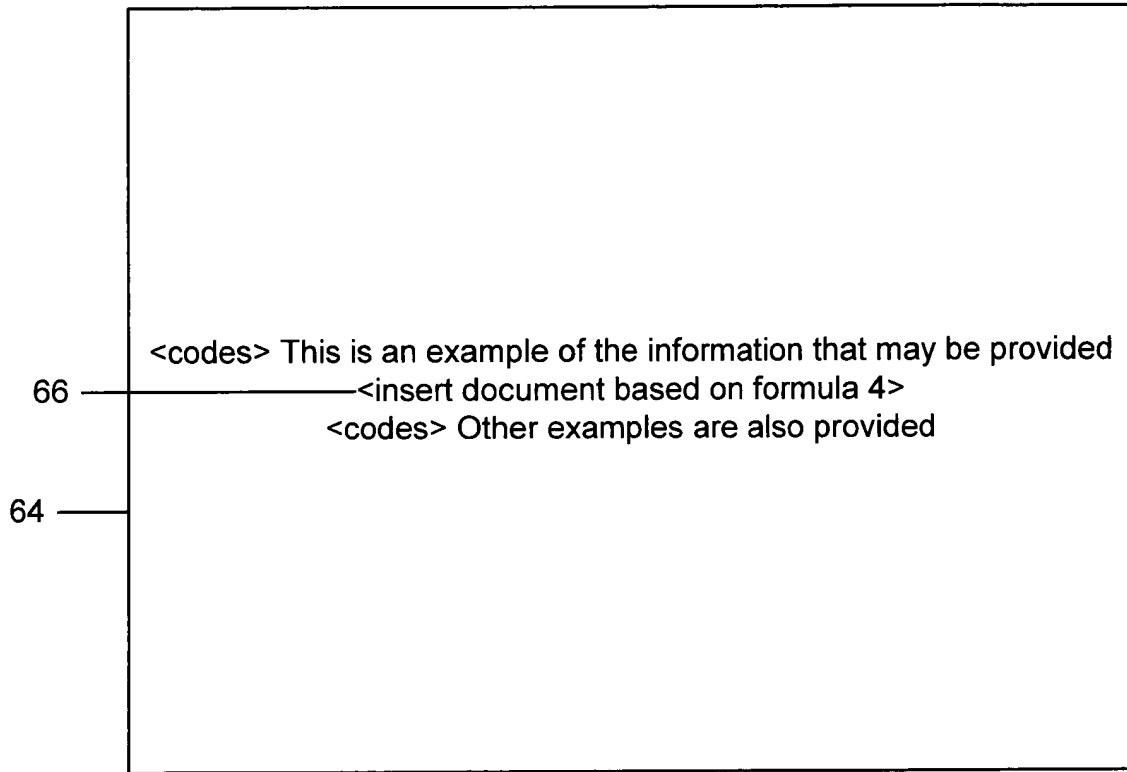 <codes> This is an example of the information that may be provided
66 <insert document based on formula 4>
<codes> Other examples are also provided
64